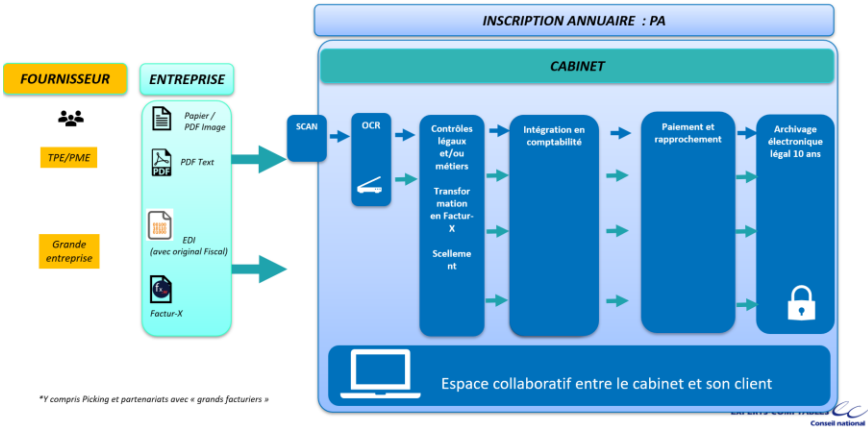 INSCRIPTION ANNUAIRE : PA
CABINET
FOURNISSEUR
ENTREPRISE
TPE/PME
Grande
entreprise
Papier /
PDF Image
PDF
PDF Text
EDI
(avec original Fiscal)
Factur-X
SCAN
OCR
Contrôles
légaux
et/ou
métiers
Transfor
mation
en Factur-
X
Scelleme
nt
Intégration en
comptabilité
Paiement et
rapprochement
Archivage
électronique
légal 10 ans
Espace collaboratif entre le cabinet et son client
*Y compris Picking et partenariats avec « grands facturiers »
EXPERTS-COMPTABLES
Conseil national